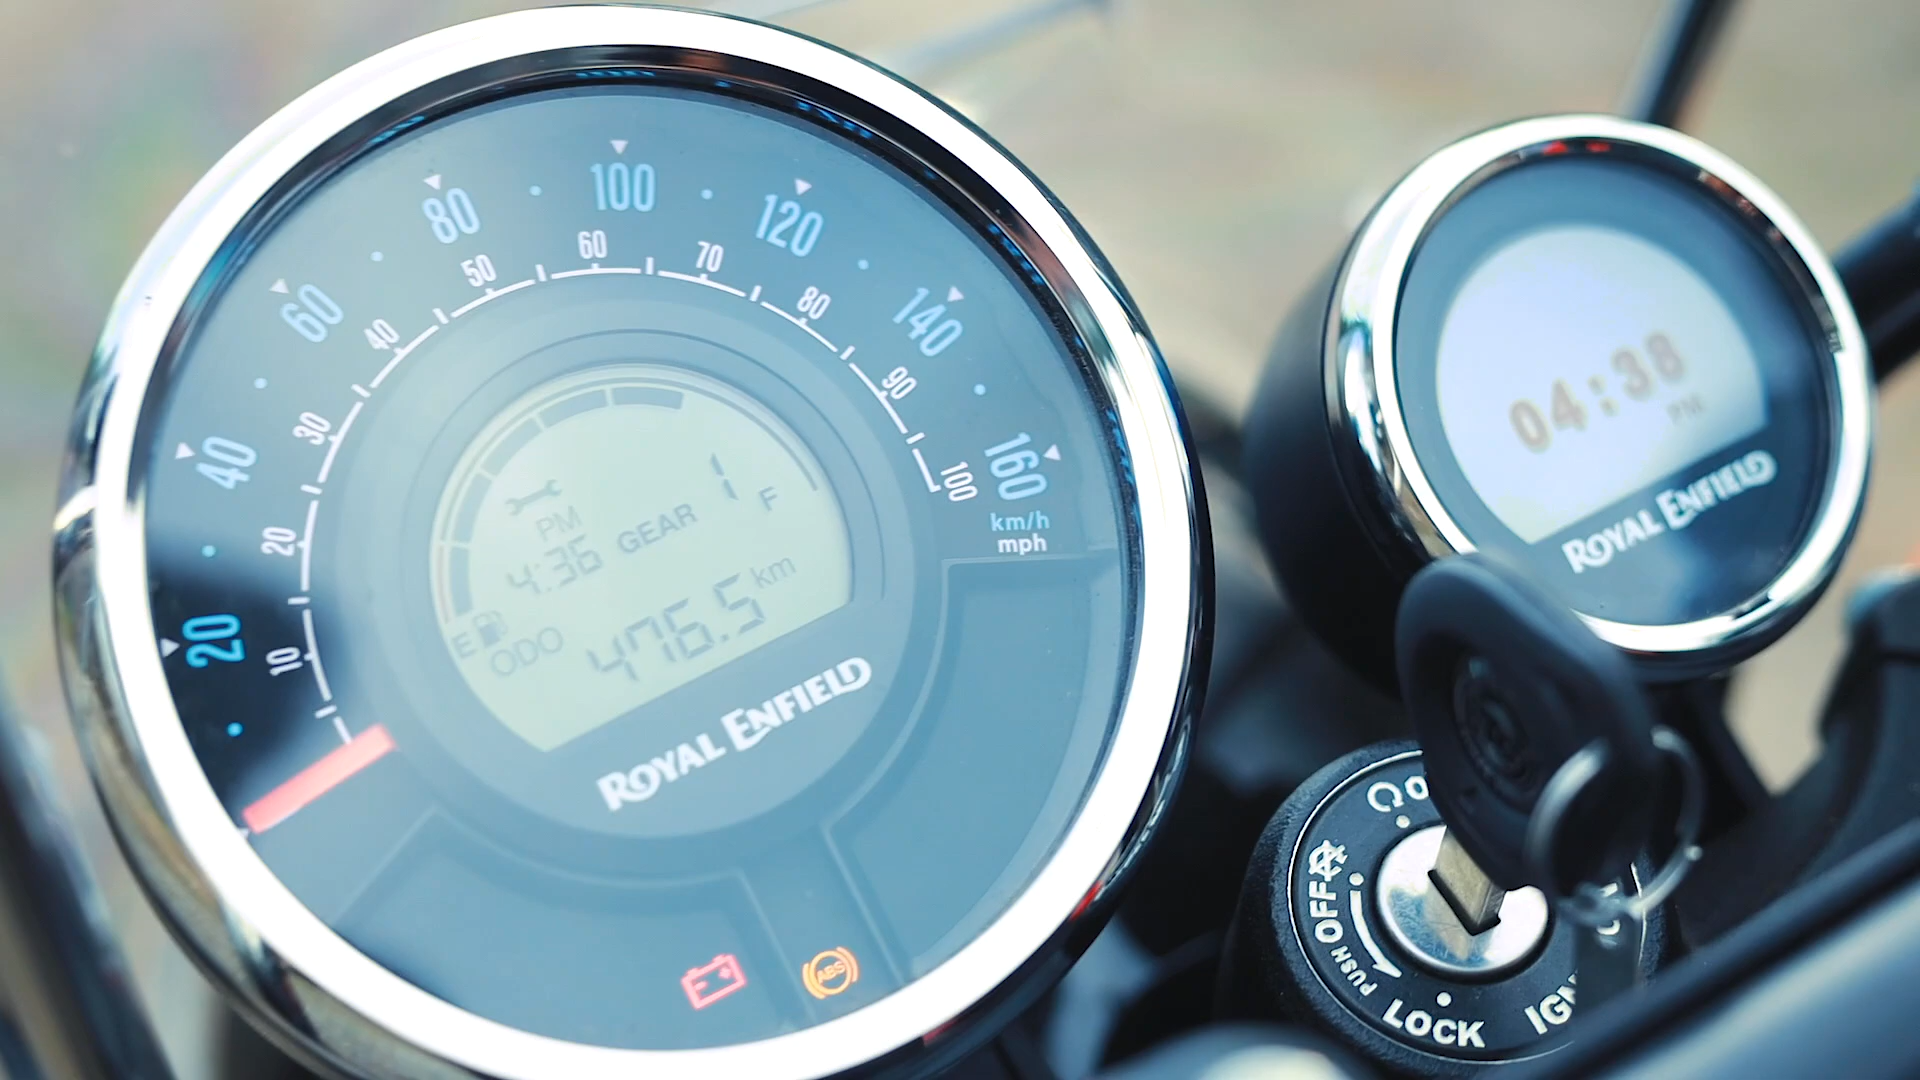 20
40
60
80
100
120
140
160
km/h
mph
10
20
30
40
50
60
70
80
90
100
PM
4:36
GEAR 1
F
E
ODO 476.5 km
ROYAL ENFIELD
ABS
04:38
PM
ROYAL ENFIELD
OFF
PUSH
LOCK